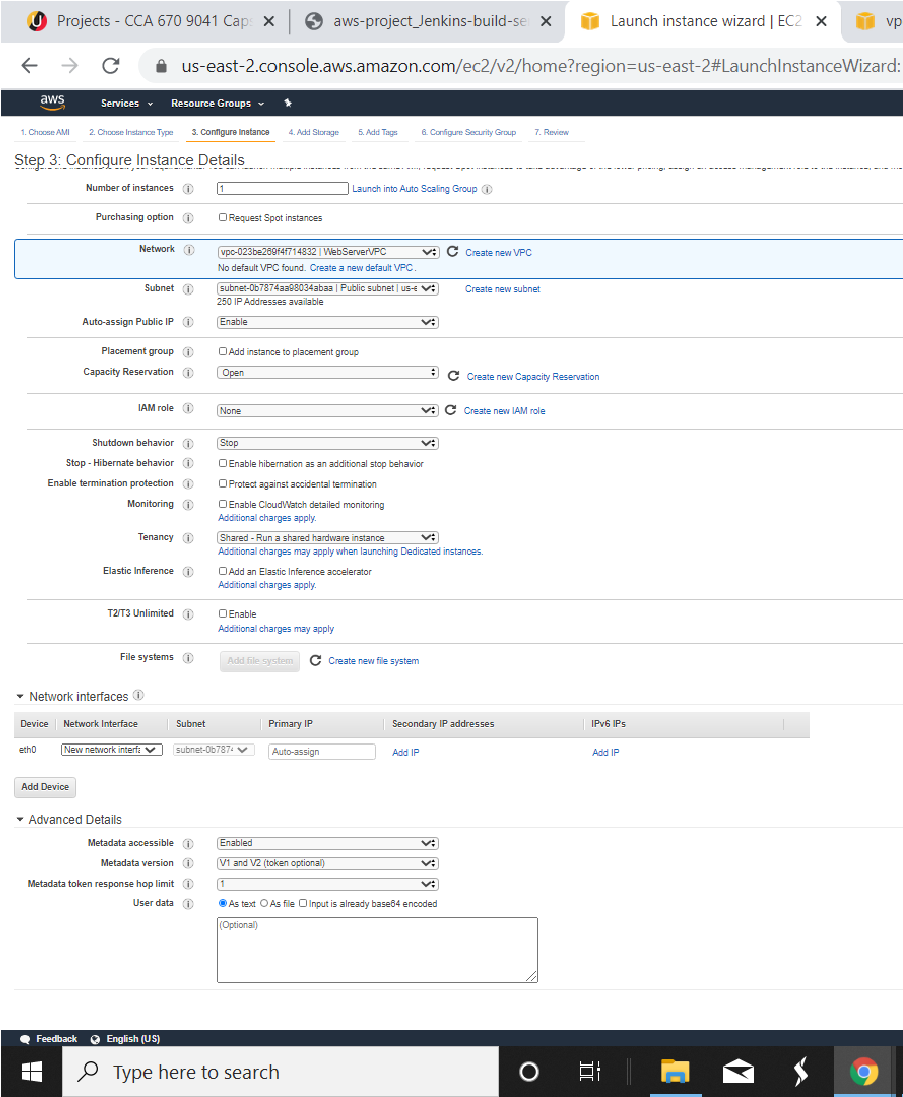 Projects - CCA 670 9041 Cap
aws-project_Jenkins-build-se
Launch instance wizard | EC2
vp
us-east-2.console.aws.amazon.com/ec2/v2/home?region=us-east-2#LaunchInstanceWizard:
aws Services Resource Groups
1. Choose AMI 2. Choose Instance Type 3. Configure Instance 4. Add Storage 5. Add Tags 6. Configure Security Group 7. Review
Step 3: Configure Instance Details
Number of instances 1 Launch into Auto Scaling Group
Purchasing option Request Spot instances
Network vpc-023be269f4f714832 | WebServerVPC Create new VPC
No default VPC found. Create a new default VPC.
Subnet subnet-0b7874aa98034abaa | Public subnet | us-e Create new subnet
250 IP Addresses available
Auto-assign Public IP Enable
Placement group Add instance to placement group
Capacity Reservation Open Create new Capacity Reservation
IAM role None Create new IAM role
Shutdown behavior Stop
Stop - Hibernate behavior Enable hibernation as an additional stop behavior
Enable termination protection Protect against accidental termination
Monitoring Enable CloudWatch detailed monitoring
Additional charges apply.
Tenancy Shared - Run a shared hardware instance
Additional charges may apply when launching Dedicated instances.
Elastic Inference Add an Elastic Inference accelerator
Additional charges apply.
T2/T3 Unlimited Enable
Additional charges may apply
File systems Add file system Create new file system
Network interfaces
Device Network Interface Subnet Primary IP Secondary IP addresses IPv6 IPs
eth0 New network interfa subnet-0b787 Auto-assign Add IP Add IP
Add Device
Advanced Details
Metadata accessible Enabled
Metadata version V1 and V2 (token optional)
Metadata token response hop limit 1
User data As text As file Input is already base64 encoded
(Optional)
Feedback English (US)
Type here to search